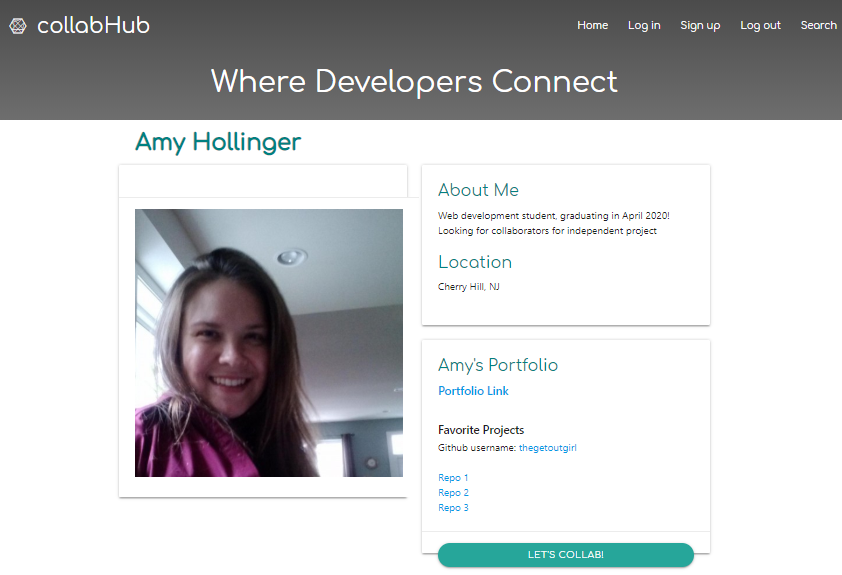 collabHub
Home Log in Sign up Log out Search
Where Developers Connect
Amy Hollinger
About Me
Web development student, graduating in April 2020!
Looking for collaborators for independent project
Location
Cherry Hill, NJ
Amy's Portfolio
Portfolio Link
Favorite Projects
Github username: thegetoutgirl
Repo 1
Repo 2
Repo 3
LET'S COLLAB!